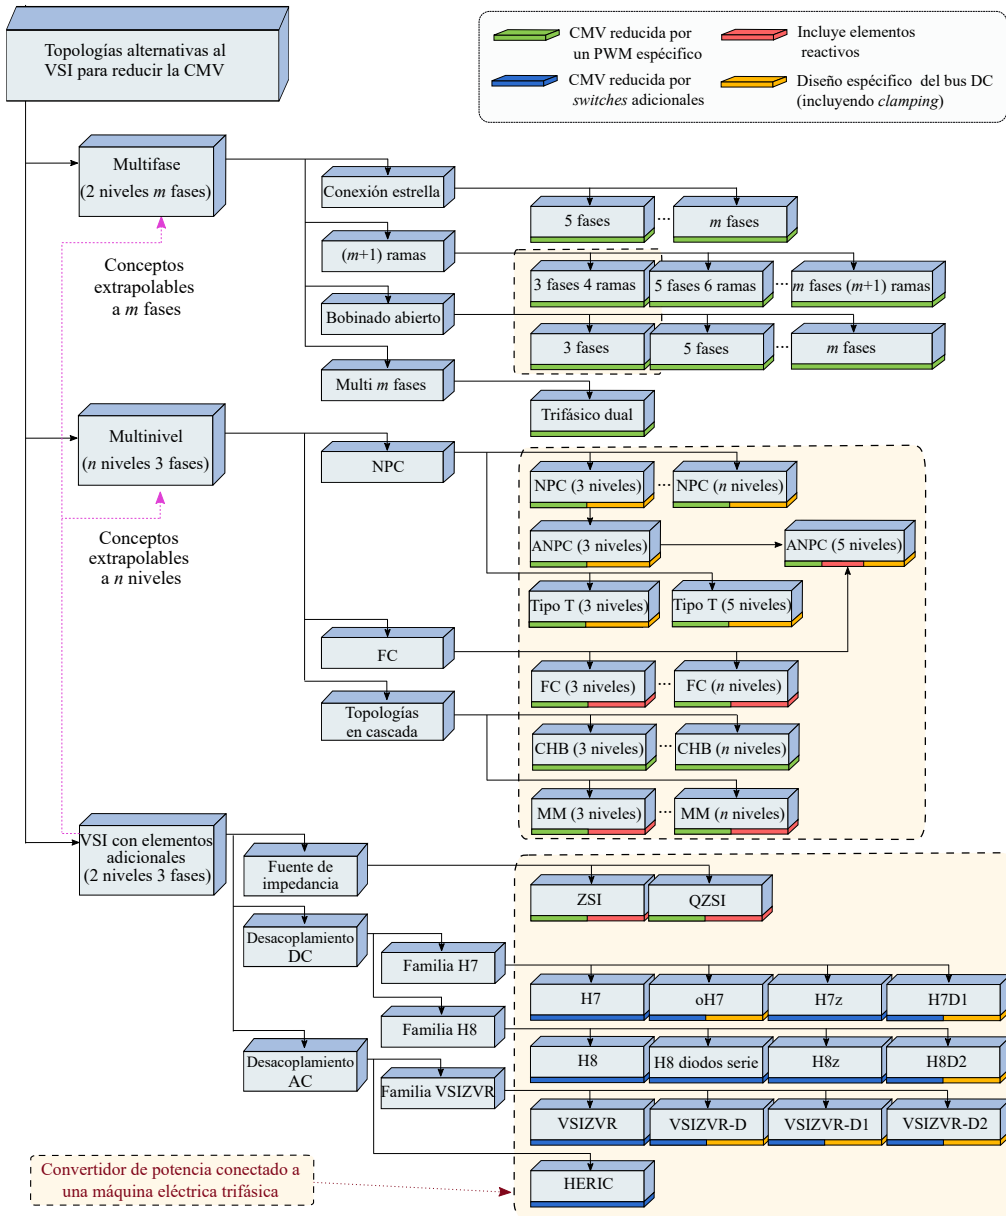 Topologías alternativas al
VSI para reducir la CMV
CMV reducida por
un PWM espécifico
Incluye elementos
reactivos
CMV reducida por
switches adicionales
Diseño espécifico del bus DC
(incluyendo clamping)
Multifase
(2 niveles m fases)
Conexión estrella
5 fases
...
m fases
(m+1) ramas
3 fases 4 ramas
5 fases 6 ramas
...
m fases (m+1) ramas
Conceptos
extrapolables
a m fases
Bobinado abierto
3 fases
5 fases
...
m fases
Multi m fases
Trifásico dual
Multinivel
(n niveles 3 fases)
NPC
NPC (3 niveles)
...
NPC (n niveles)
ANPC (3 niveles)
ANPC (5 niveles)
Conceptos
extrapolables
a n niveles
Tipo T (3 niveles)
Tipo T (5 niveles)
FC
FC (3 niveles)
...
FC (n niveles)
Topologías
en cascada
CHB (3 niveles)
...
CHB (n niveles)
MM (3 niveles)
...
MM (n niveles)
VSI con elementos
adicionales
(2 niveles 3 fases)
Fuente de
impedancia
ZSI
QZSI
Desacoplamiento
DC
Familia H7
H7
oH7
H7z
H7D1
Familia H8
H8
H8 diodos serie
H8z
H8D2
Desacoplamiento
AC
Familia VSIZVR
VSIZVR
VSIZVR-D
VSIZVR-D1
VSIZVR-D2
HERIC
Convertidor de potencia conectado a
una máquina eléctrica trifásica